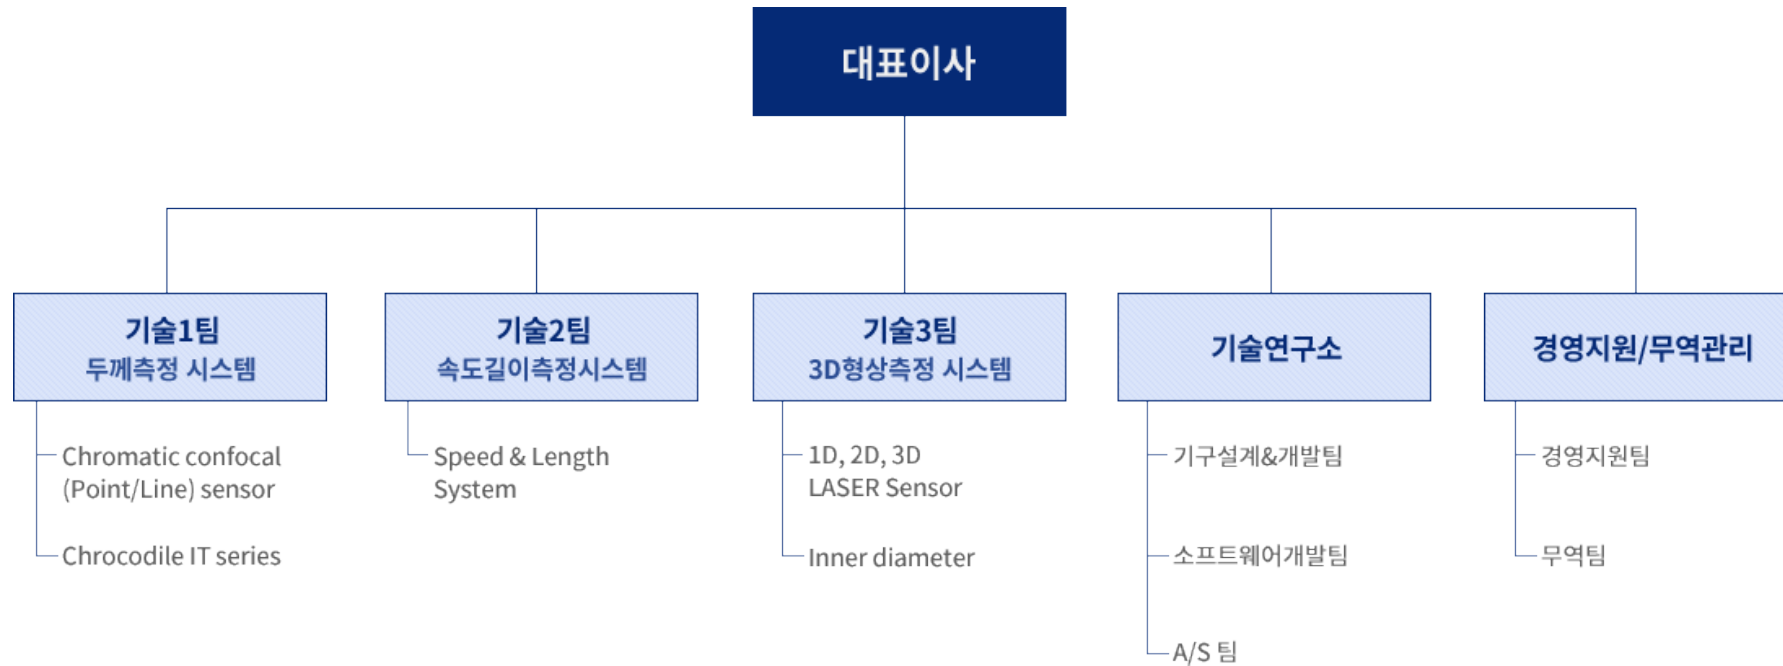 대표이사
기술1팀
두께측정 시스템
Chromatic confocal
(Point/Line) sensor
Chrocodile IT series
기술2팀
속도길이측정시스템
Speed & Length
System
기술3팀
3D형상측정 시스템
1D, 2D, 3D
LASER Sensor
Inner diameter
기술연구소
기구설계&개발팀
소프트웨어개발팀
A/S 팀
경영지원/무역관리
경영지원팀
무역팀